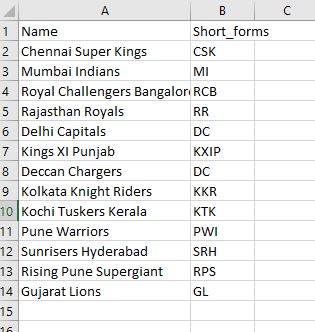 A B C
1 Name Short_forms
2 Chennai Super Kings CSK
3 Mumbai Indians MI
4 Royal Challengers Bangalor RCB
5 Rajasthan Royals RR
6 Delhi Capitals DC
7 Kings XI Punjab KXIP
8 Deccan Chargers DC
9 Kolkata Knight Riders KKR
10 Kochi Tuskers Kerala KTK
11 Pune Warriors PWI
12 Sunrisers Hyderabad SRH
13 Rising Pune Supergiant RPS
14 Gujarat Lions GL
15
16